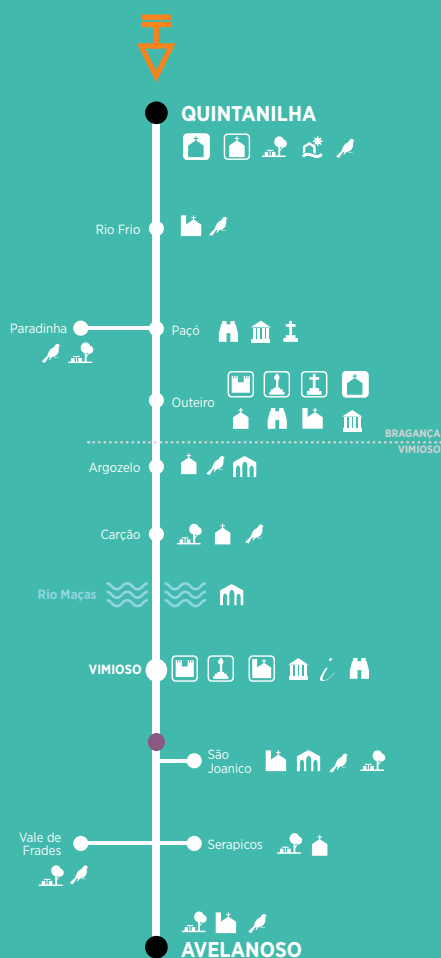 QUINTANILHA
Rio Frio
Paradinha
Paçó
Outeiro
BRAGANÇA
VIMIOSO
Argozelo
Carção
Rio Maças
VIMIOSO
i
São
Joanico
Vale de
Frades
Serapicos
AVELANOSO